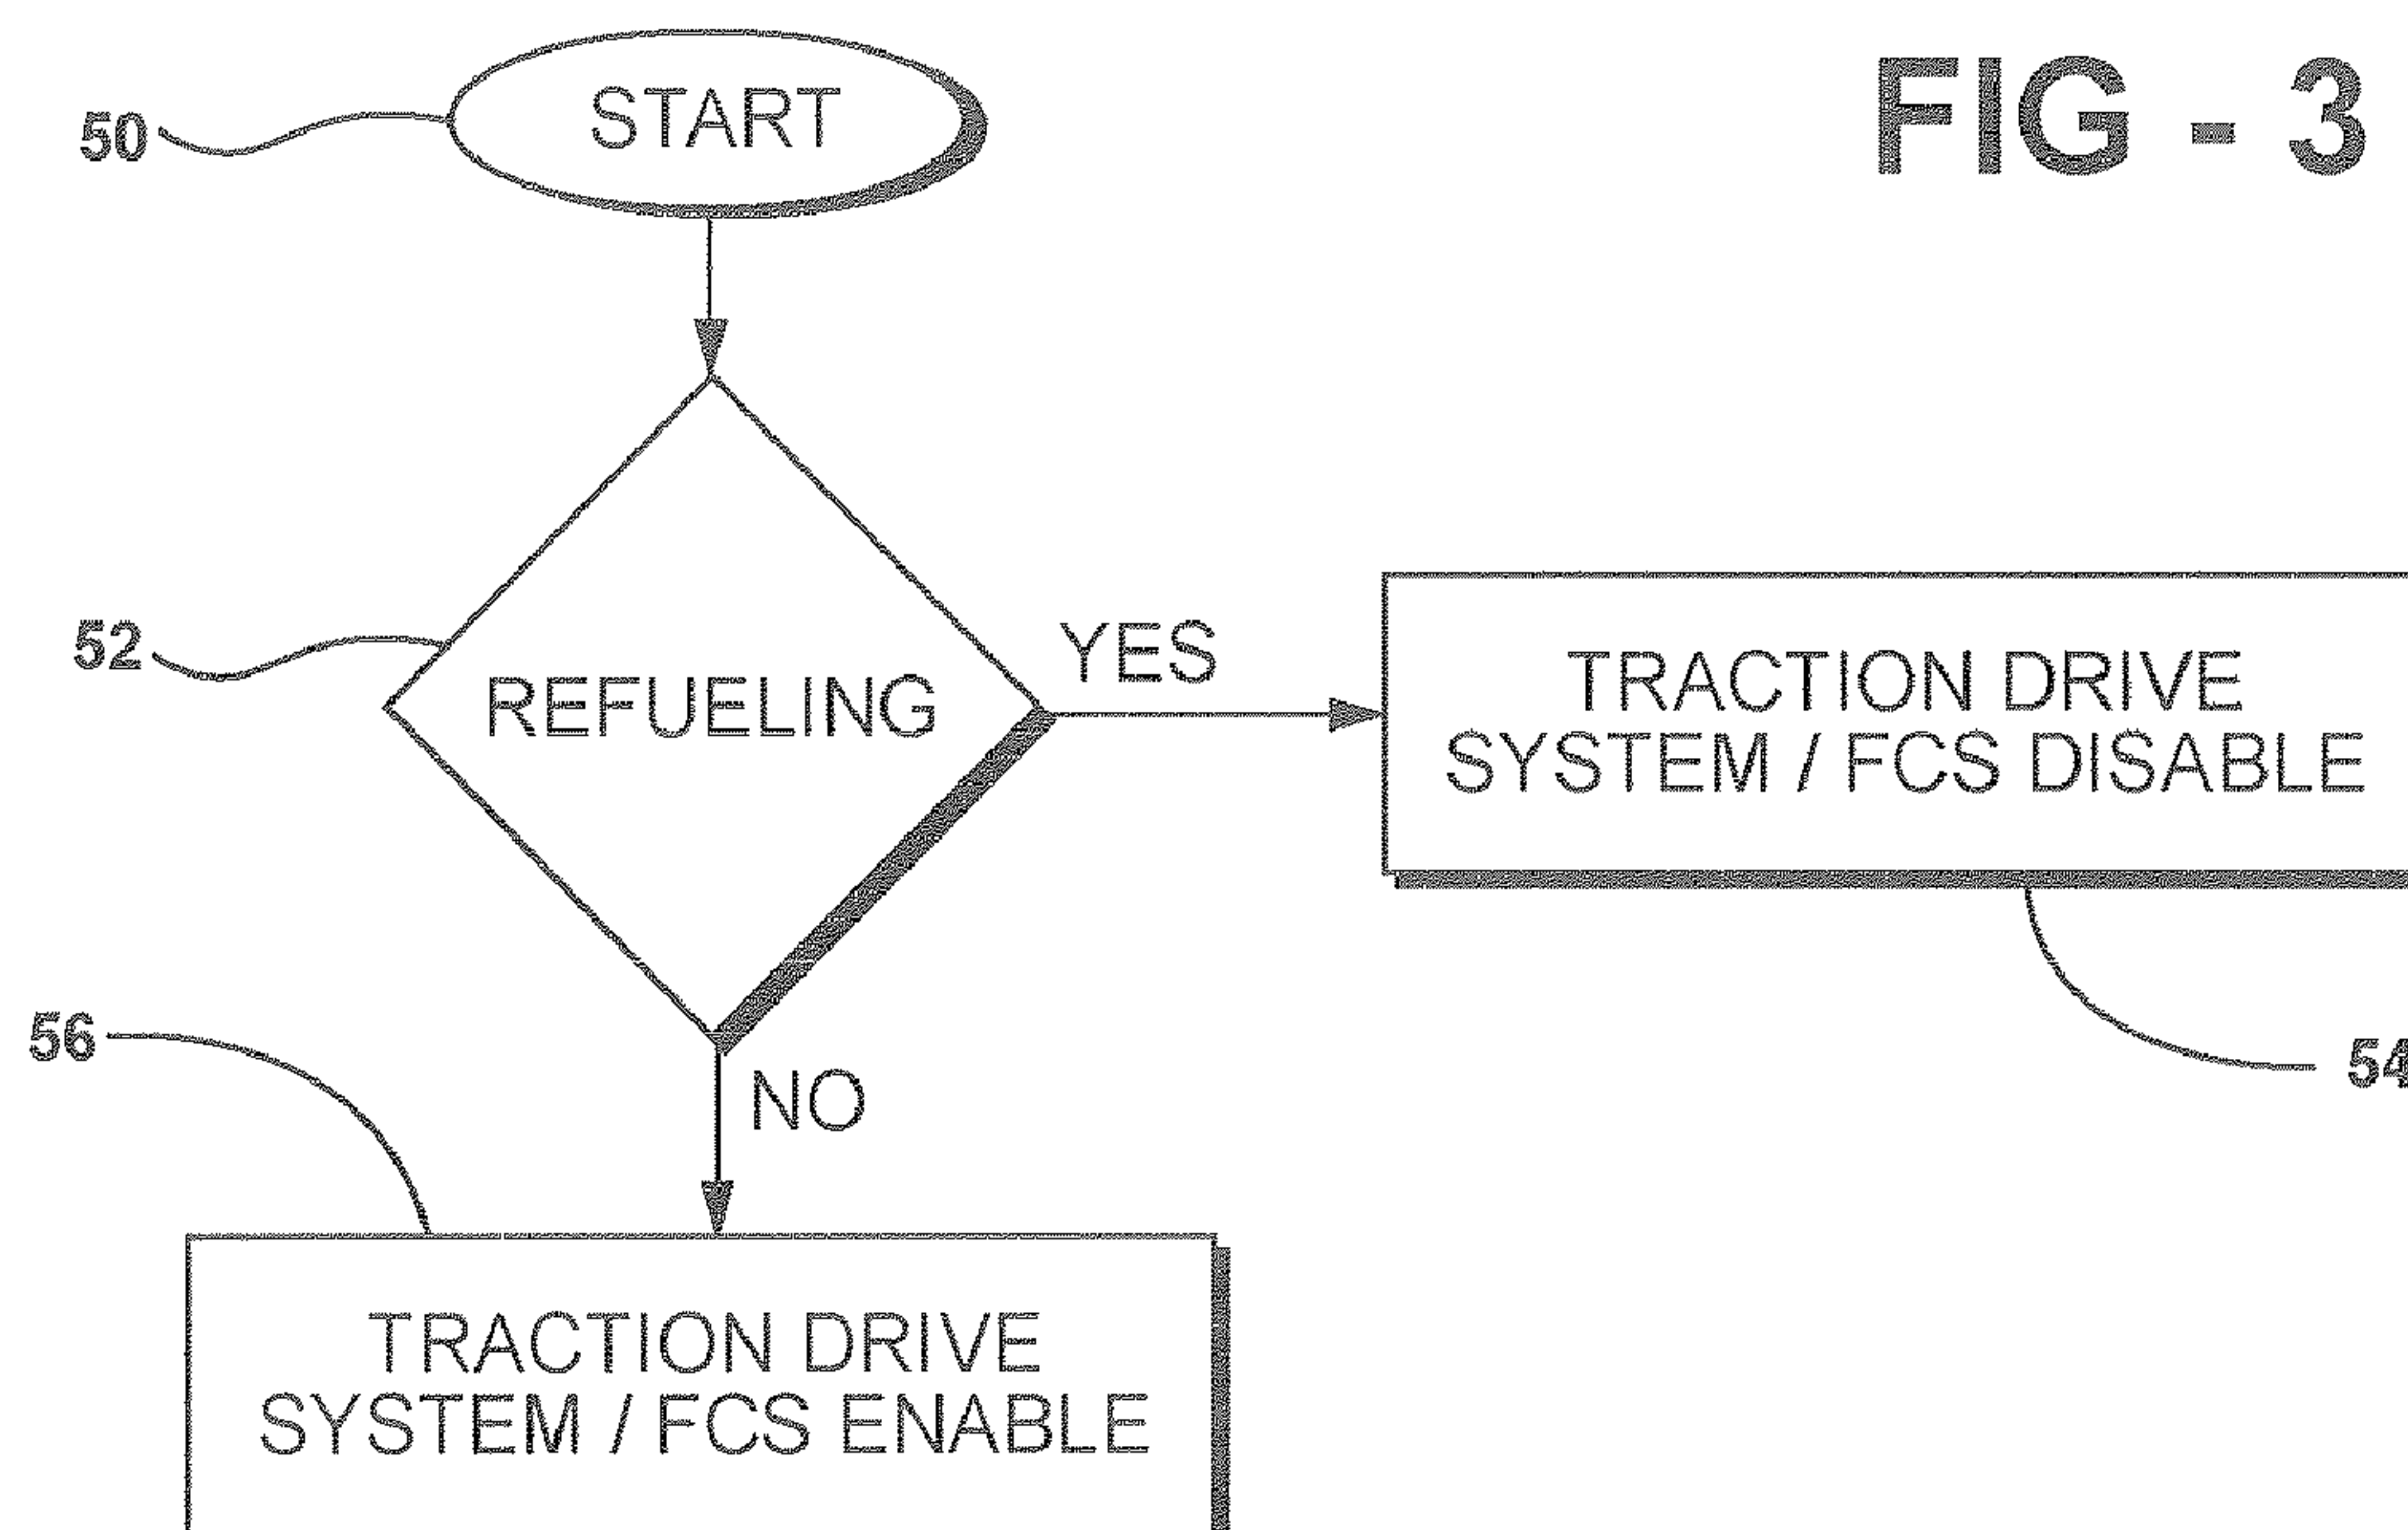 FIG - 3
50
START
52
REFUELING
YES
TRACTION DRIVE
SYSTEM / FCS DISABLE
54
56
NO
TRACTION DRIVE
SYSTEM / FCS ENABLE